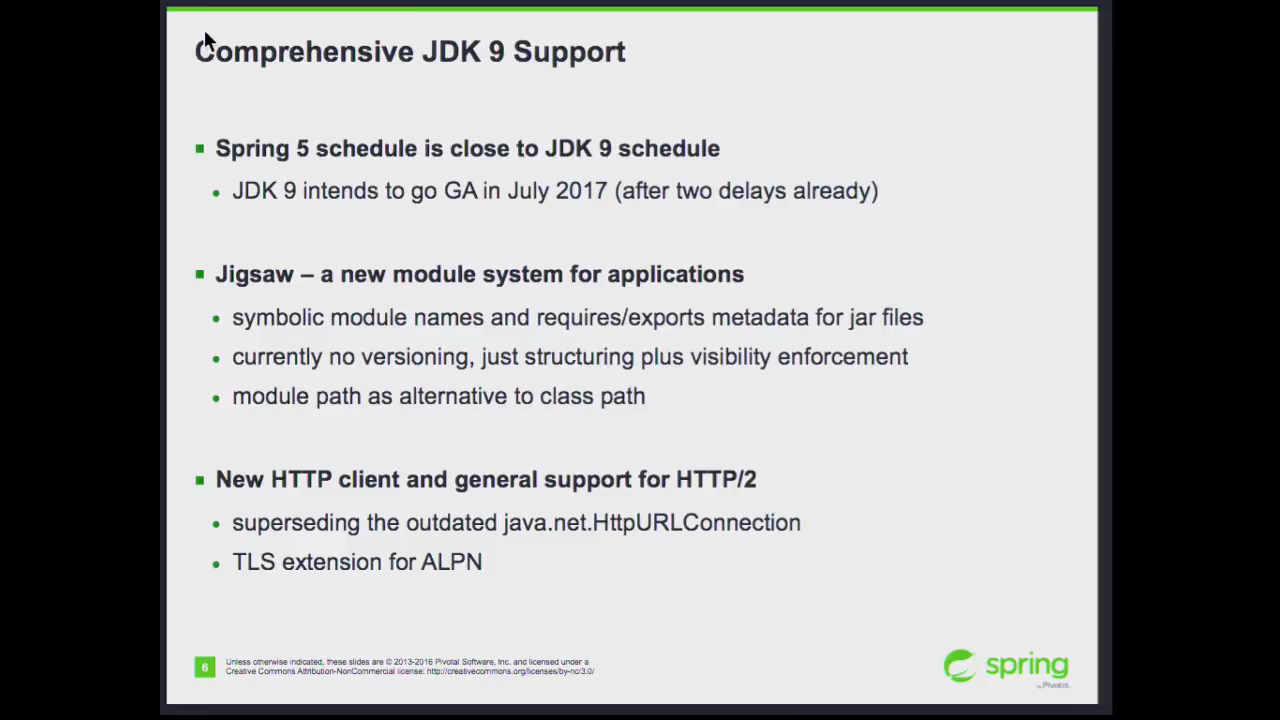 Comprehensive JDK 9 Support
Spring 5 schedule is close to JDK 9 schedule
JDK 9 intends to go GA in July 2017 (after two delays already)
Jigsaw – a new module system for applications
symbolic module names and requires/exports metadata for jar files
currently no versioning, just structuring plus visibility enforcement
module path as alternative to class path
New HTTP client and general support for HTTP/2
superseding the outdated java.net.HttpURLConnection
TLS extension for ALPN
6
Unless otherwise indicated, these slides are © 2013-2016 Pivotal Software, Inc. and licensed under a
Creative Commons Attribution-NonCommercial license: http://creativecommons.org/licenses/by-nc/3.0/
spring
by Pivotal.